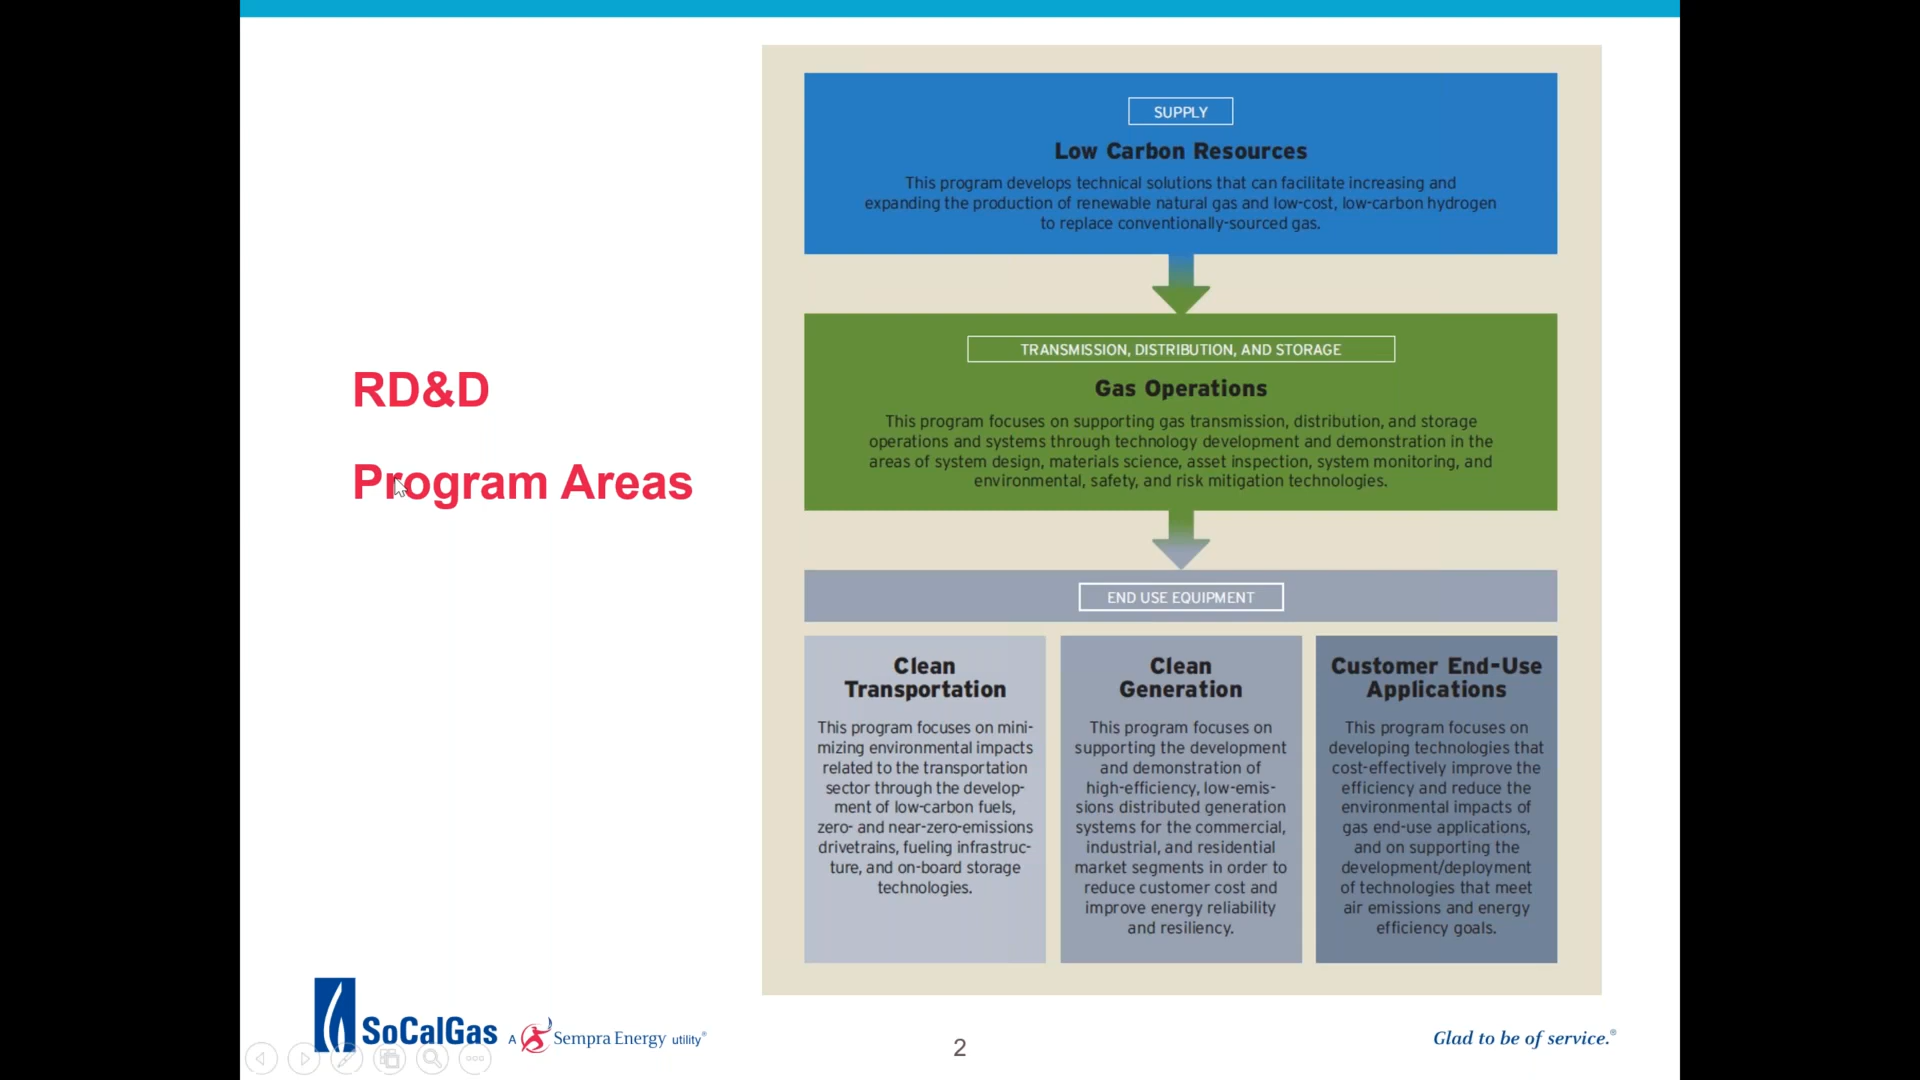 RD&D
Program Areas
SUPPLY
Low Carbon Resources
This program develops technical solutions that can facilitate increasing and
expanding the production of renewable natural gas and low-cost, low-carbon hydrogen
to replace conventionally-sourced gas.
TRANSMISSION, DISTRIBUTION, AND STORAGE
Gas Operations
This program focuses on supporting gas transmission, distribution, and storage
operations and systems through technology development and demonstration in the
areas of system design, materials science, asset inspection, system monitoring, and
environmental, safety, and risk mitigation technologies.
END USE EQUIPMENT
Clean
Transportation
This program focuses on mini-
mizing environmental impacts
related to the transportation
sector through the develop-
ment of low-carbon fuels,
zero- and near-zero-emissions
drivetrains, fueling infrastruc-
ture, and on-board storage
technologies.
Clean
Generation
This program focuses on
supporting the development
and demonstration of
high-efficiency, low-emis-
sions distributed generation
systems for the commercial,
industrial, and residential
market segments in order to
reduce customer cost and
improve energy reliability
and resiliency.
Customer End-Use
Applications
This program focuses on
developing technologies that
cost-effectively improve the
efficiency and reduce the
environmental impacts of
gas end-use applications,
and on supporting the
development/deployment
of technologies that meet
air emissions and energy
efficiency goals.
SoCalGas A Sempra Energy utility®
2
Glad to be of service.®